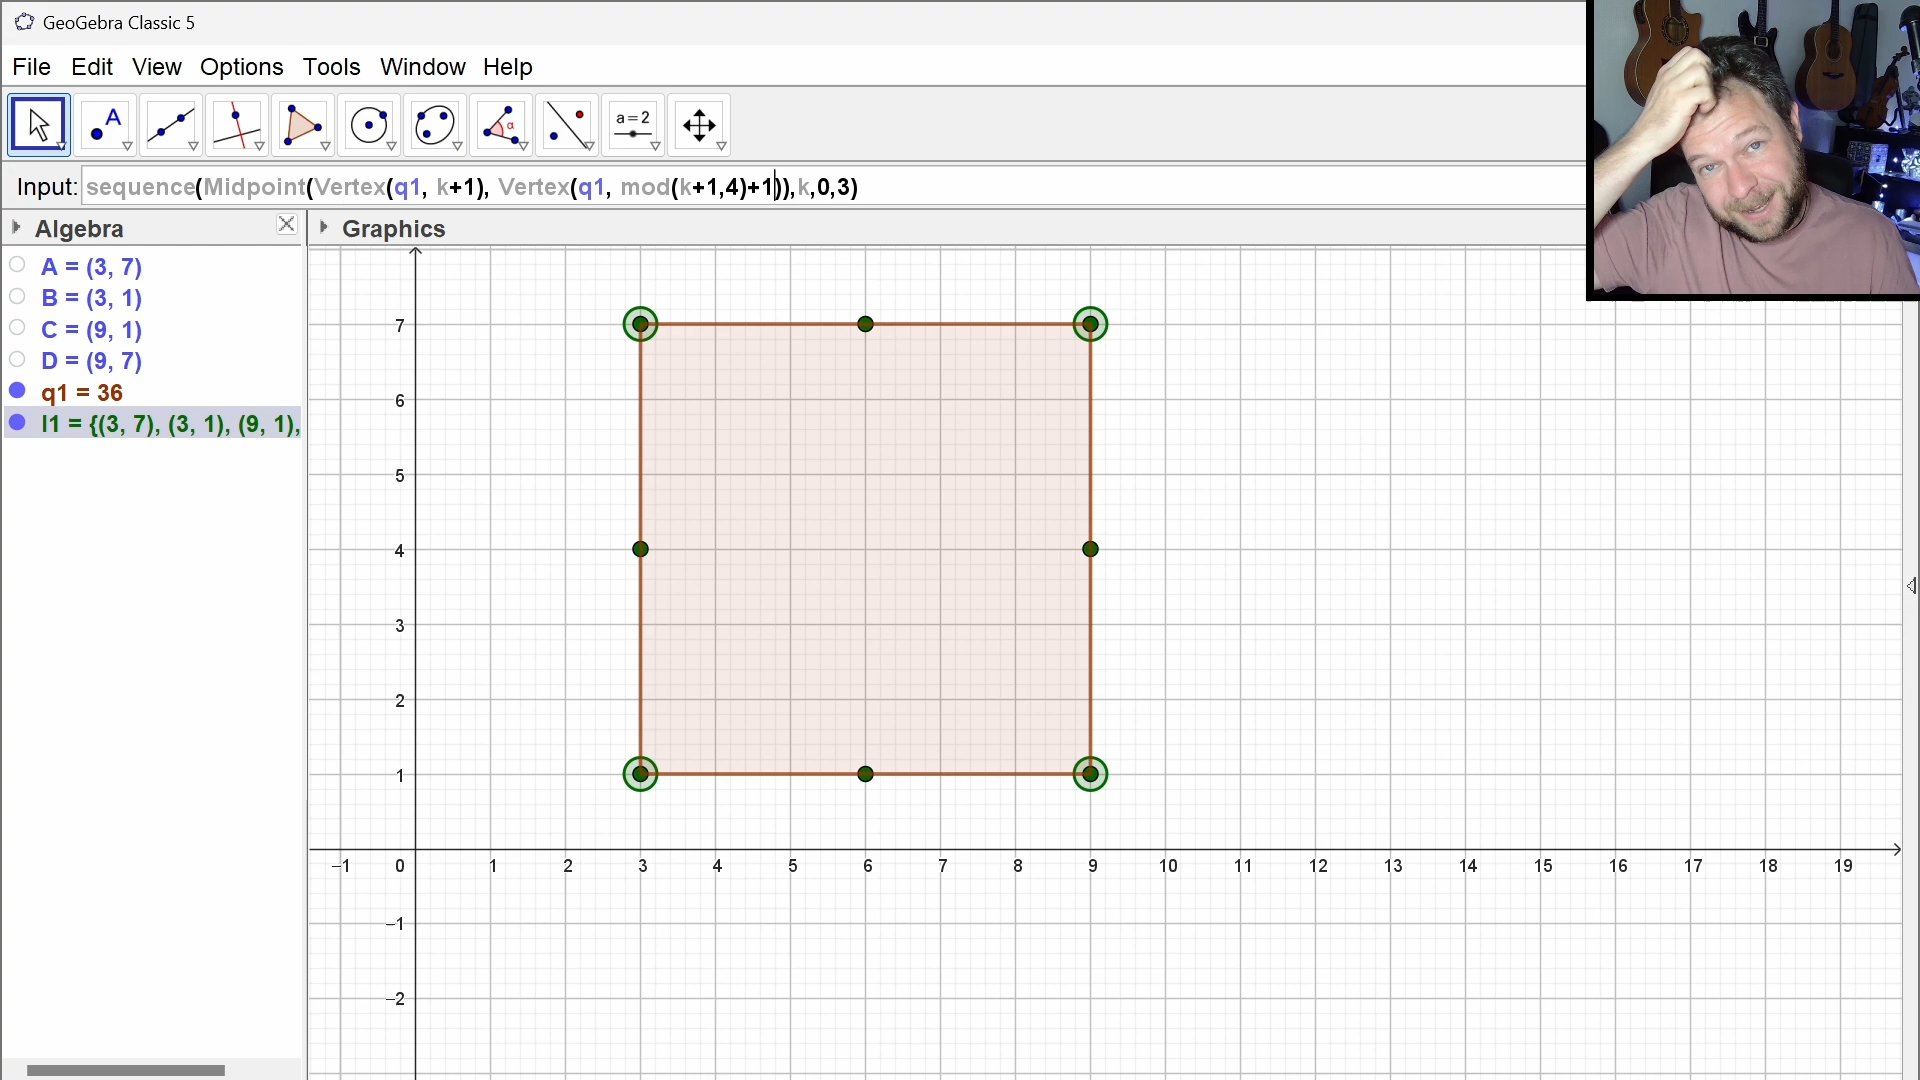 GeoGebra Classic 5
File Edit View Options Tools Window Help
A α a=2
Input: sequence(Midpoint(Vertex(q1, k+1), Vertex(q1, mod(k+1,4)+1)),k,0,3)
Algebra
Graphics
A = (3, 7)
B = (3, 1)
C = (9, 1)
D = (9, 7)
q1 = 36
l1 = {(3, 7), (3, 1), (9, 1),
7
6
5
4
3
2
1
−1 0 1 2 3 4 5 6 7 8 9 10 11 12 13 14 15 16 17 18 19
−1
−2